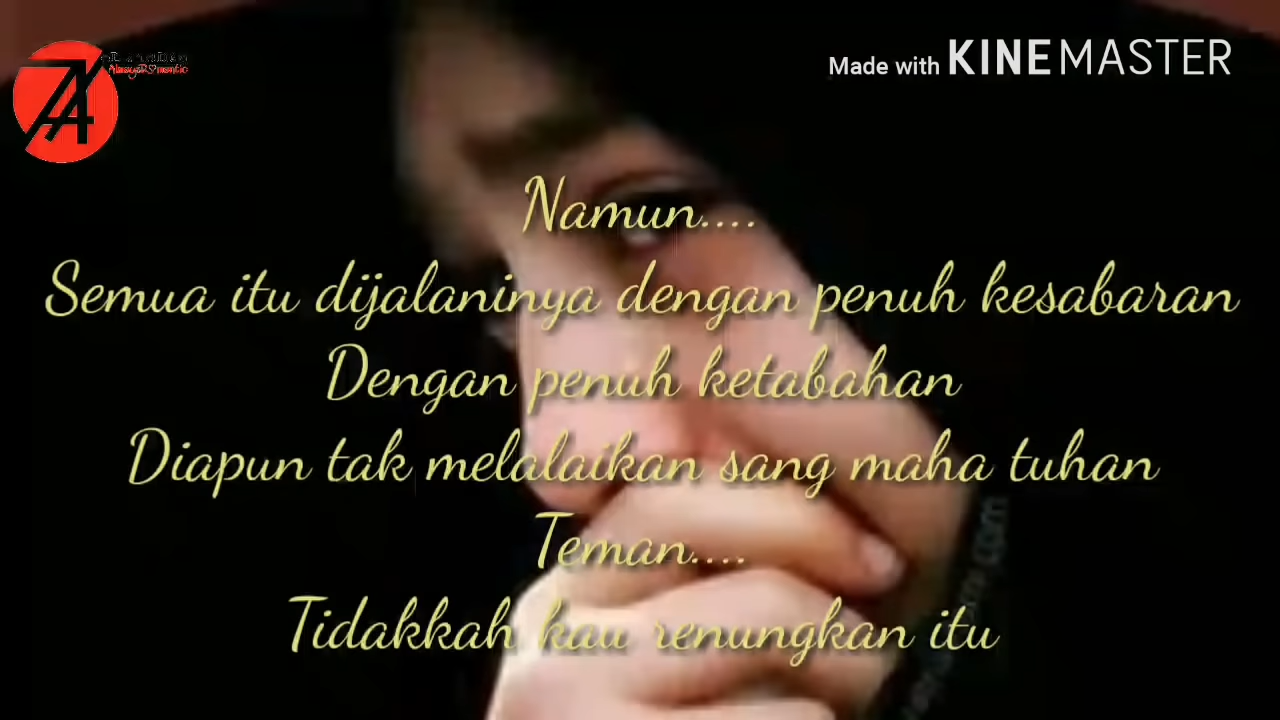 Made with KINEMASTER
Namun....
Semua itu dijalaninya dengan penuh kesabaran
Dengan penuh ketabahan
Diapun tak melalaikan sang maha tuhan
Teman....
Tidakkah kau renungkan itu